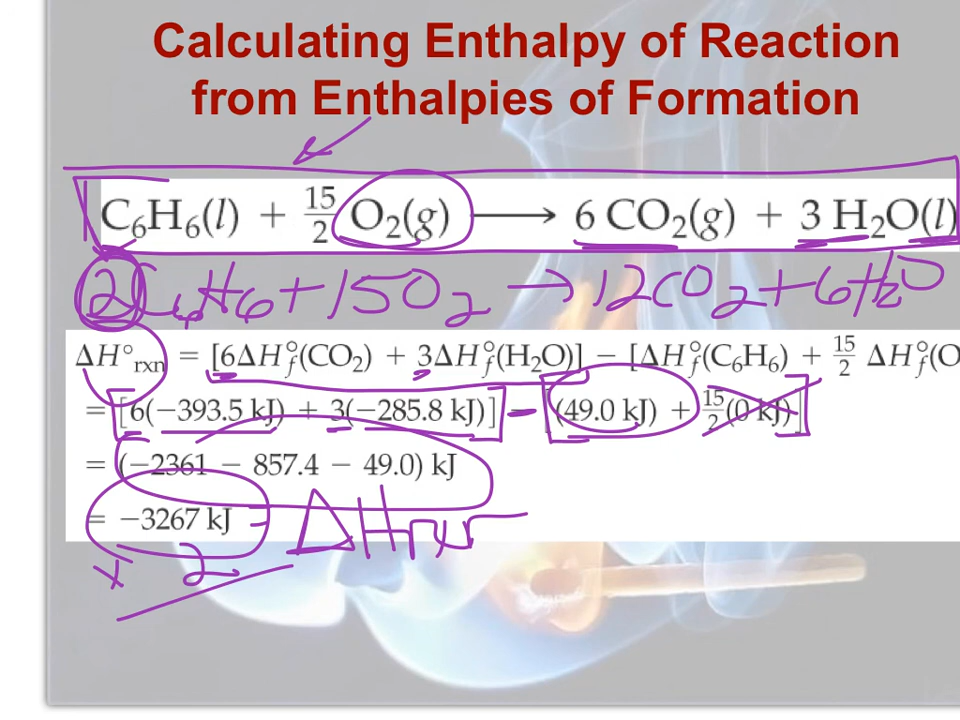 Calculating Enthalpy of Reaction
from Enthalpies of Formation
C₆H₆(l) + 15/2 O₂(g) ⟶ 6 CO₂(g) + 3 H₂O(l)
2C₆H₆ + 15O₂ → 12CO₂ + 6H₂O
ΔH°rxn = [6ΔH°f(CO₂) + 3ΔH°f(H₂O)] − [ΔH°f(C₆H₆) + 15/2 ΔH°f(O
= [6(−393.5 kJ) + 3(−285.8 kJ)] − [(49.0 kJ) + 15/2(0 kJ)]
= (−2361 − 857.4 − 49.0) kJ
= −3267 kJ = ΔHrxn
x 2